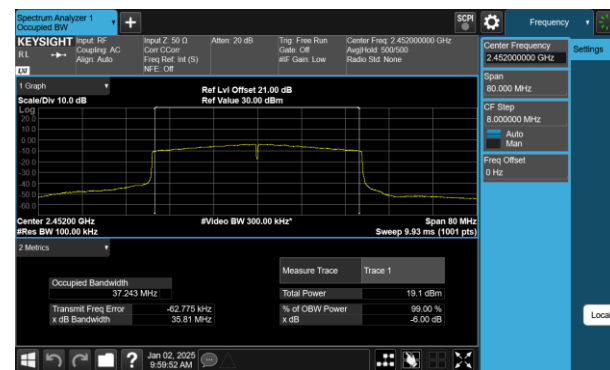 Spectrum Analyzer 1
Occupied BW
SCPI
Frequency
KEYSIGHT
RL
Input: RF
Coupling: AC
Align: Auto
Input Z: 50 Ω
Corr CCorr
Freq Ref: Int (S)
NFE: Off
Atten: 20 dB
Trig: Free Run
Gate: Off
#IF Gain: Low
Center Freq: 2.452000000 GHz
Avg|Hold: 500/500
Radio Std: None
Center Frequency
2.452000000 GHz
Settings
Span
80.000 MHz
CF Step
8.000000 MHz
Auto
Man
Freq Offset
0 Hz
Local
1 Graph
Scale/Div 10.0 dB
Ref Lvl Offset 21.00 dB
Ref Value 30.00 dBm
Log
20.0
10.0
0.00
-10.0
-20.0
-30.0
-40.0
-50.0
-60.0
Center 2.45200 GHz
#Res BW 100.00 kHz
#Video BW 300.00 kHz*
Span 80 MHz
Sweep 9.93 ms (1001 pts)
2 Metrics
Measure Trace
Trace 1
Occupied Bandwidth
37.243 MHz
Total Power
19.1 dBm
Transmit Freq Error
-62.775 kHz
% of OBW Power
99.00 %
x dB Bandwidth
35.81 MHz
x dB
-6.00 dB
?
Jan 02, 2025
9:59:52 AM